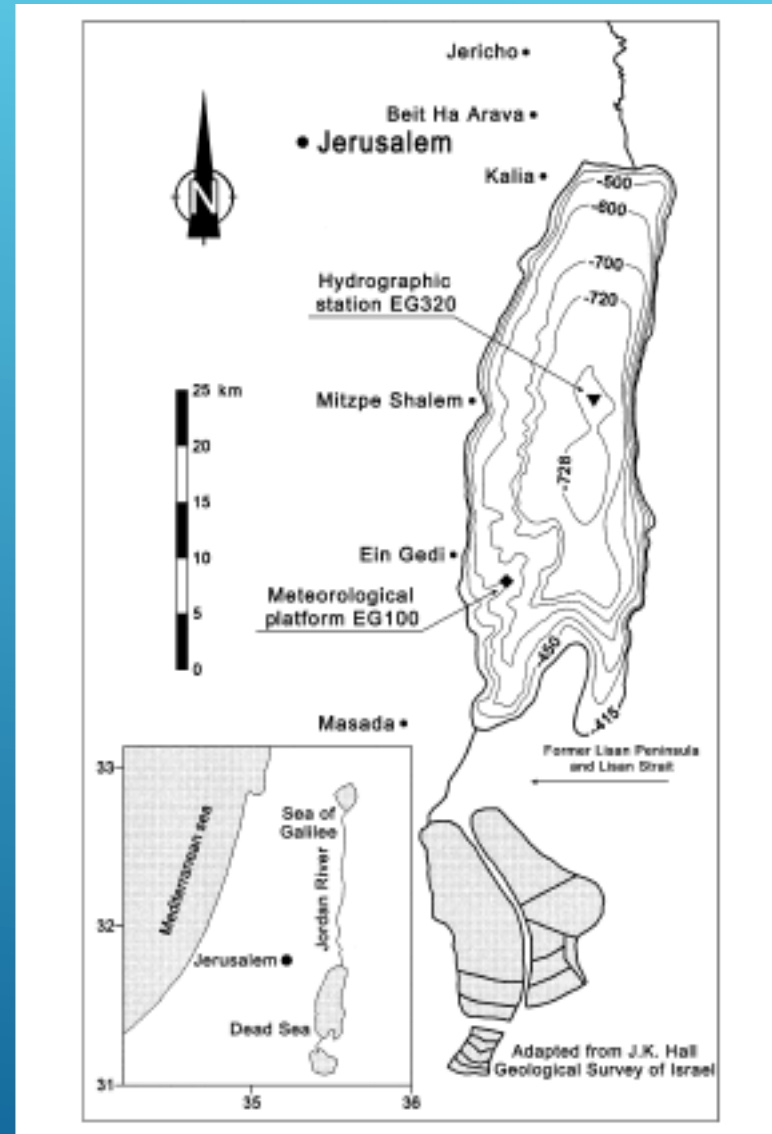 Jericho
Beit Ha Arava
Jerusalem
Kalia
N
-500
-600
-700
-720
Hydrographic
station EG320
25 km
20
15
10
5
0
Mitzpe Shalem
-728
Ein Gedi
Meteorological
platform EG100
-450
-415
Masada
Former Lisan Peninsula
and Lisan Strait
33
32
31
35
36
Mediterranean sea
Sea of
Galilee
Jordan River
Jerusalem
Dead Sea
Adapted from J.K. Hall
Geological Survey of Israel